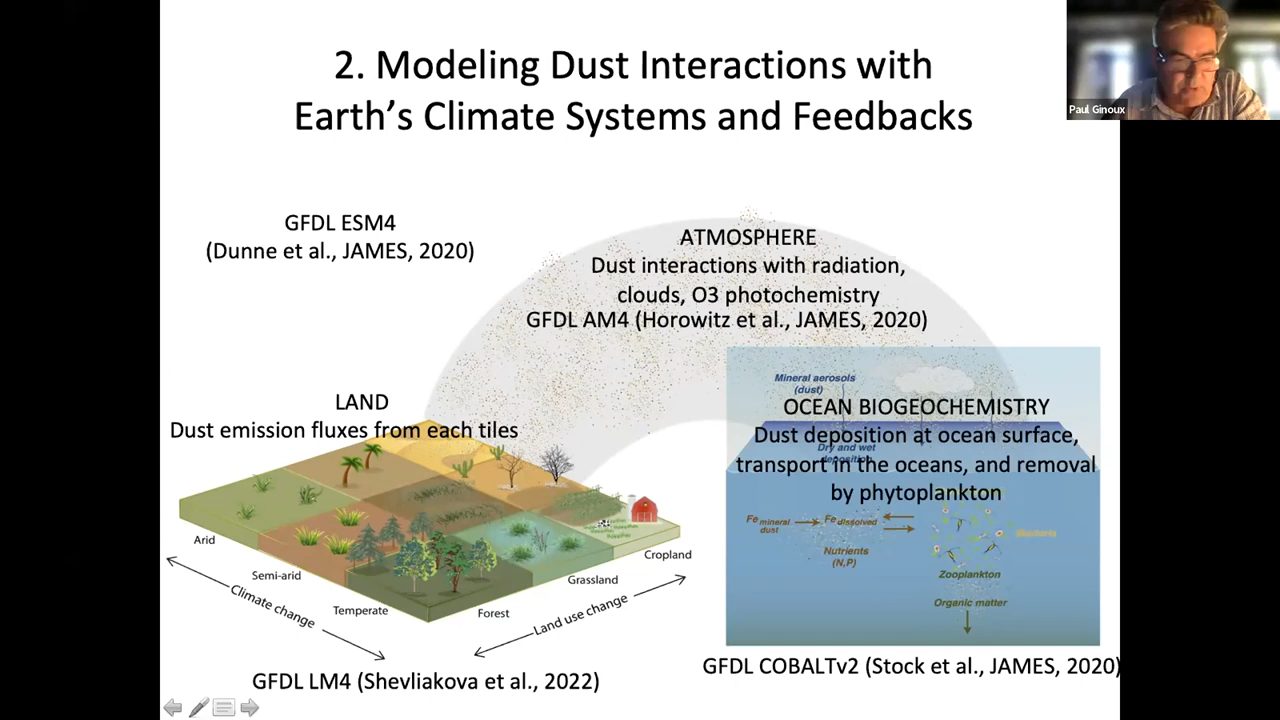 2. Modeling Dust Interactions with
Earth's Climate Systems and Feedbacks
Paul Ginoux
GFDL ESM4
(Dunne et al., JAMES, 2020)
ATMOSPHERE
Dust interactions with radiation,
clouds, O3 photochemistry
GFDL AM4 (Horowitz et al., JAMES, 2020)
LAND
Dust emission fluxes from each tiles
Arid
Semi-arid
Temperate
Forest
Grassland
Cropland
Climate change
Land use change
GFDL LM4 (Shevliakova et al., 2022)
Mineral aerosols
(dust)
OCEAN BIOGEOCHEMISTRY
Dust deposition at ocean surface,
Dry and wet
deposition
transport in the oceans, and removal
by phytoplankton
Fe mineral
dust
Fe dissolved
Nutrients
(N,P)
Bacteria
Zooplankton
Organic matter
GFDL COBALTv2 (Stock et al., JAMES, 2020)